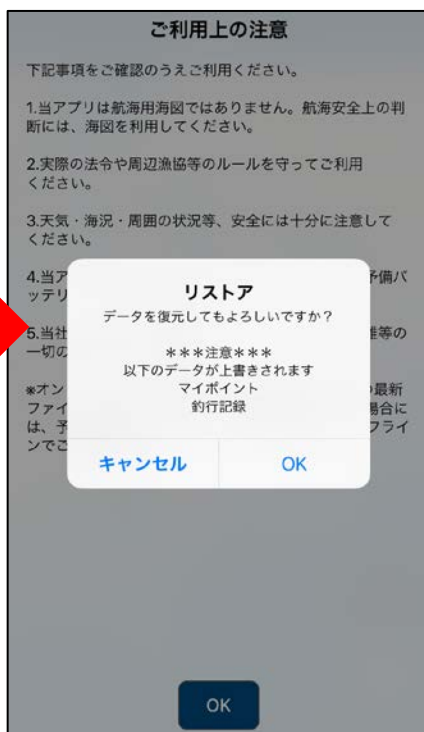 ご利用上の注意
下記事項をご確認のうえご利用ください。
1.当アプリは航海用海図ではありません。航海安全上の判
断には、海図を利用してください。
2.実際の法令や周辺漁協等のルールを守ってご利用
ください。
3.天気・海況・周囲の状況等、安全には十分に注意して
ください。
4.当ア 予備バ
ッテリ
5.当社 等の
一切の
※オン 最新
ファイ 場合に
は、予 フライ
ンでご
リストア
データを復元してもよろしいですか？
***注意***
以下のデータが上書きされます
マイポイント
釣行記録
キャンセル OK
OK